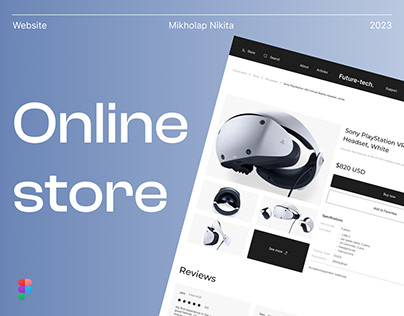 Website
Mikholap Nikita
2023
Online
store
Store
Search
About
Articles
Future-tech.
Support
Sony PlayStation VR
Headset, White
$820 USD
Buy now
Add to Favorites
Specifications
See more
Reviews